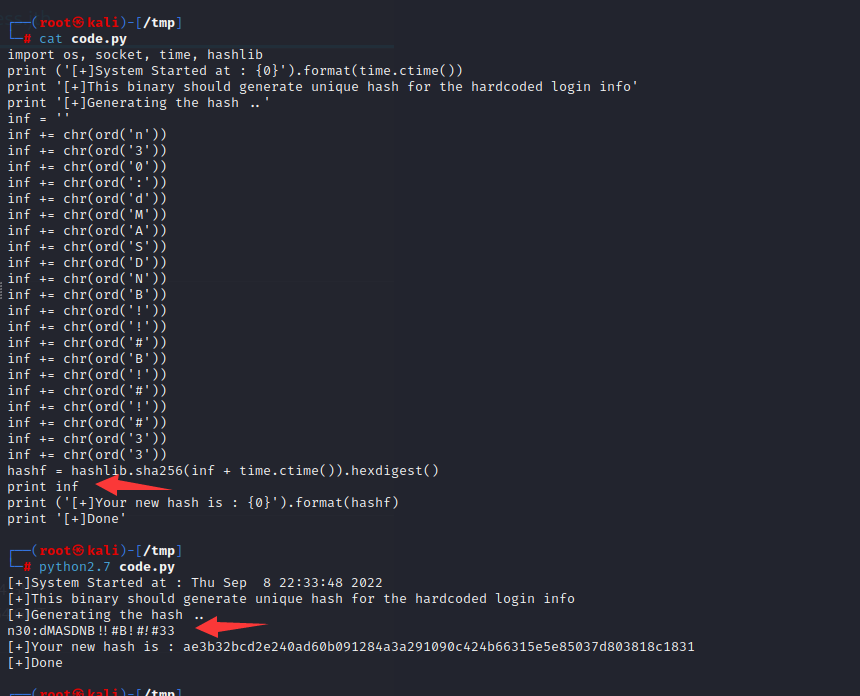 ┌──(root㉿kali)-[/tmp]
└─# cat code.py
import os, socket, time, hashlib
print ('[+]System Started at : {0}').format(time.ctime())
print '[+]This binary should generate unique hash for the hardcoded login info'
print '[+]Generating the hash ..'
inf = ''
inf += chr(ord('n'))
inf += chr(ord('3'))
inf += chr(ord('0'))
inf += chr(ord(':'))
inf += chr(ord('d'))
inf += chr(ord('M'))
inf += chr(ord('A'))
inf += chr(ord('S'))
inf += chr(ord('D'))
inf += chr(ord('N'))
inf += chr(ord('B'))
inf += chr(ord('!'))
inf += chr(ord('!'))
inf += chr(ord('#'))
inf += chr(ord('B'))
inf += chr(ord('!'))
inf += chr(ord('#'))
inf += chr(ord('!'))
inf += chr(ord('#'))
inf += chr(ord('3'))
inf += chr(ord('3'))
hashf = hashlib.sha256(inf + time.ctime()).hexdigest()
print inf
print ('[+]Your new hash is : {0}').format(hashf)
print '[+]Done'
┌──(root㉿kali)-[/tmp]
└─# python2.7 code.py
[+]System Started at : Thu Sep  8 22:33:48 2022
[+]This binary should generate unique hash for the hardcoded login info
[+]Generating the hash ..
n30:dMASDNB!!#B!#!#33
[+]Your new hash is : ae3b32bcd2e240ad60b091284a3a291090c424b66315e5e85037d803818c1831
[+]Done
┌──(root㉿kali)-[/tmp]